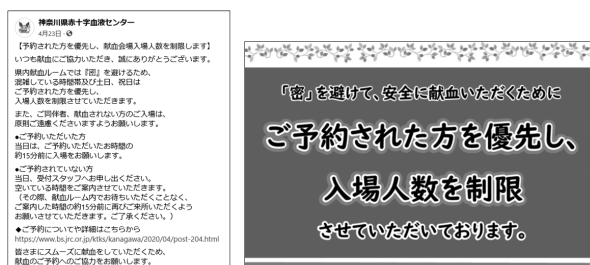 神奈川県赤十字血液センター
4月23日
【予約された方を優先し、献血会場入場人数を制限します】
いつも献血にご協力いただき、誠にありがとうございます。
県内献血ルームでは『密』を避けるため、
混雑している時間帯及び土日、祝日は
ご予約された方を優先し、
入場人数を制限させていただきます。
また、ご同伴者、献血されない方のご入場は、
原則ご遠慮くださいますようお願いします。
●ご予約いただいた方
当日は、ご予約いただいたお時間の
約15分前に入場をお願いします。
●ご予約されていない方
当日、受付スタッフへお申し出ください。
空いている時間をご案内させていただきます。
（その際、献血ルーム内でお待ちいただくことなく、
ご案内した時間の約15分前に再びご来所いただくよう
お願いさせていただきます。ご了承ください。）
◆ご予約についてや詳細はこちらから
https://www.bs.jrc.or.jp/ktks/kanagawa/2020/04/post-204.html
皆さまにスムーズに献血をしていただくため、
献血のご予約へのご協力をお願いします。
「密」を避けて、安全に献血いただくために
ご予約された方を優先し、
入場人数を制限
させていただいております。